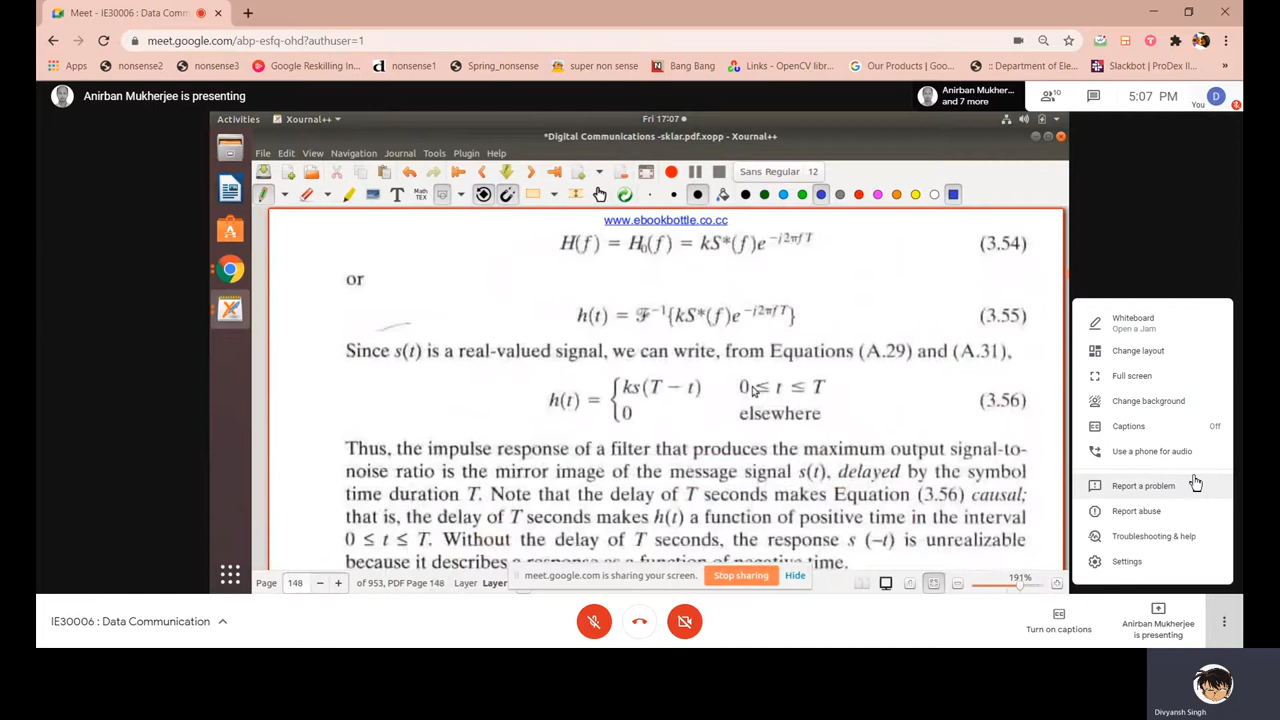 Meet - IE30006 : Data Comm
meet.google.com/abp-esfq-ohd?authuser=1
Apps nonsense2 nonsense3 Google Reskilling In... nonsense1 Spring_nonsense super non sense Bang Bang Links - OpenCV libr... Our Products | Goo... :: Department of Ele... Slackbot (ProDex II... »
Anirban Mukherjee is presenting
Anirban Mukher...
and 7 more
10
5:07 PM
You
D
Activities Xournal++ Fri 17:07
*Digital Communications -sklar.pdf.xopp - Xournal++
File Edit View Navigation Journal Tools Plugin Help
Sans Regular 12
www.ebookbottle.co.cc
H(f) = H₀(f) = kS*(f)e^{-j2πfT} (3.54)
or
h(t) = ℱ⁻¹{kS*(f)e^{-j2πfT}} (3.55)
Since s(t) is a real-valued signal, we can write, from Equations (A.29) and (A.31),
h(t) = { ks(T − t) 0 ≤ t ≤ T
0 elsewhere (3.56)
Thus, the impulse response of a filter that produces the maximum output signal-to-
noise ratio is the mirror image of the message signal s(t), delayed by the symbol
time duration T. Note that the delay of T seconds makes Equation (3.56) causal;
that is, the delay of T seconds makes h(t) a function of positive time in the interval
0 ≤ t ≤ T. Without the delay of T seconds, the response s (−t) is unrealizable
because it describes a response as a function of negative time.
meet.google.com is sharing your screen. Stop sharing Hide
Page 148 − + of 953, PDF Page 148 Layer Layer 191%
Whiteboard
Open a Jam
Change layout
Full screen
Change background
Captions Off
Use a phone for audio
Report a problem
Report abuse
Troubleshooting & help
Settings
IE30006 : Data Communication
Turn on captions
Anirban Mukherjee
is presenting
Divyansh Singh